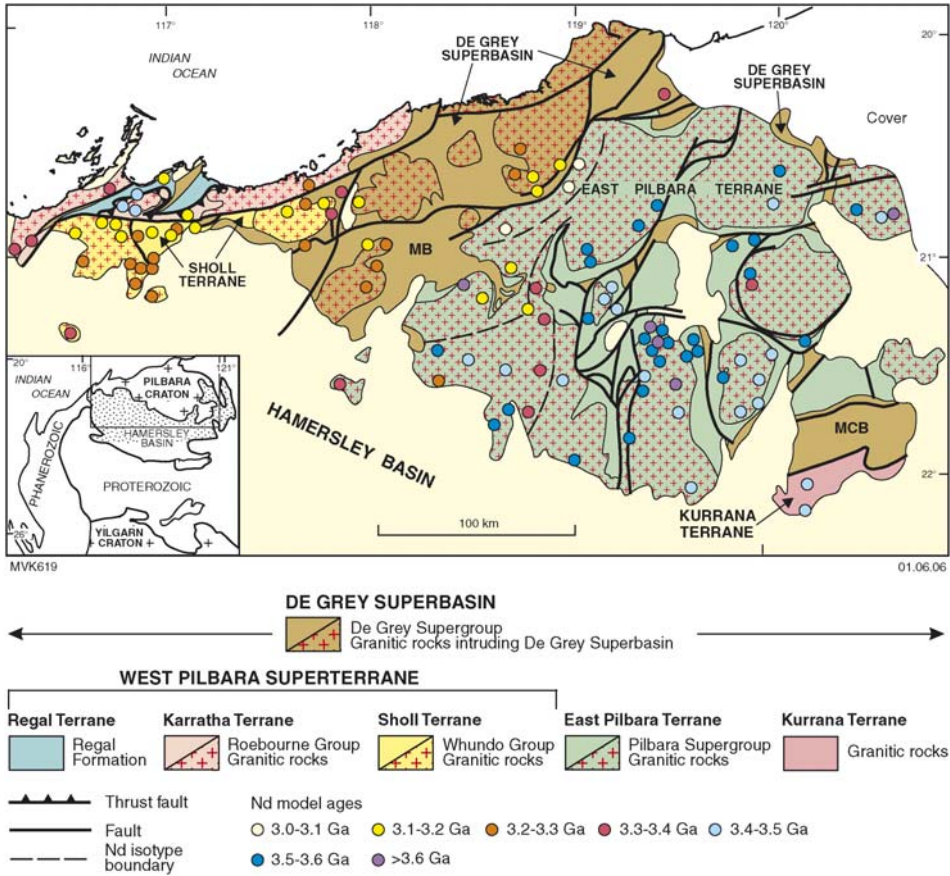 117°
118°
119°
120°
20°
INDIAN
OCEAN
DE GREY
SUPERBASIN
DE GREY
SUPERBASIN
Cover
EAST PILBARA TERRANE
MB
SHOLL
TERRANE
21°
20°
116°
121°
INDIAN
OCEAN
PILBARA
CRATON
HAMERSLEY
BASIN
PHANEROZOIC
PROTEROZOIC
26°
YILGARN
CRATON
HAMERSLEY BASIN
MCB
22°
KURRANA
TERRANE
100 km
MVK619
01.06.06
DE GREY SUPERBASIN
De Grey Supergroup
Granitic rocks intruding De Grey Superbasin
WEST PILBARA SUPERTERRANE
Regal Terrane
Karratha Terrane
Sholl Terrane
East Pilbara Terrane
Kurrana Terrane
Regal
Formation
Roebourne Group
Granitic rocks
Whundo Group
Granitic rocks
Pilbara Supergroup
Granitic rocks
Granitic rocks
Thrust fault
Fault
Nd isotype
boundary
Nd model ages
3.0-3.1 Ga
3.1-3.2 Ga
3.2-3.3 Ga
3.3-3.4 Ga
3.4-3.5 Ga
3.5-3.6 Ga
>3.6 Ga